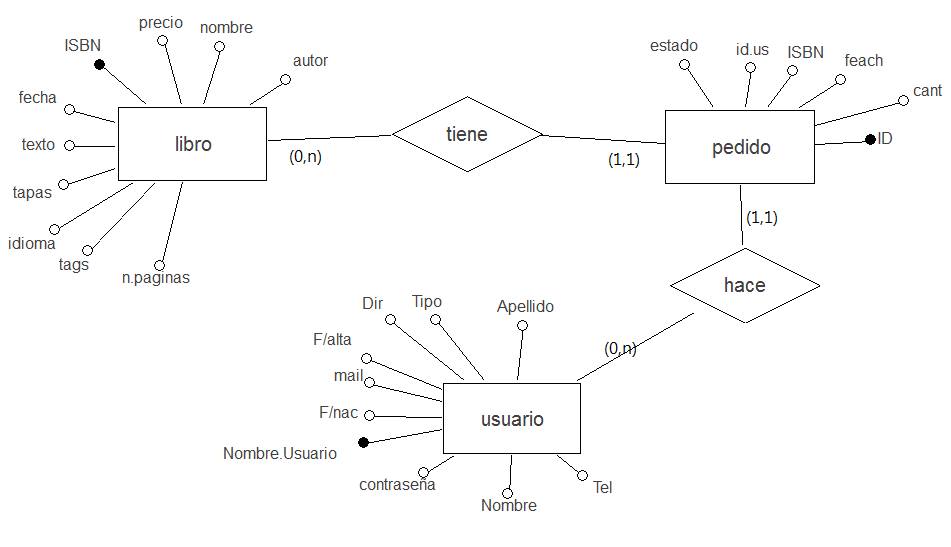 precio
nombre
ISBN
autor
fecha
texto
tapas
idioma
tags
n.paginas
libro
(0,n)
tiene
(1,1)
estado
id.us
ISBN
feach
cant
ID
pedido
(1,1)
hace
(0,n)
Dir
Tipo
Apellido
F/alta
mail
F/nac
Nombre.Usuario
usuario
contraseña
Nombre
Tel